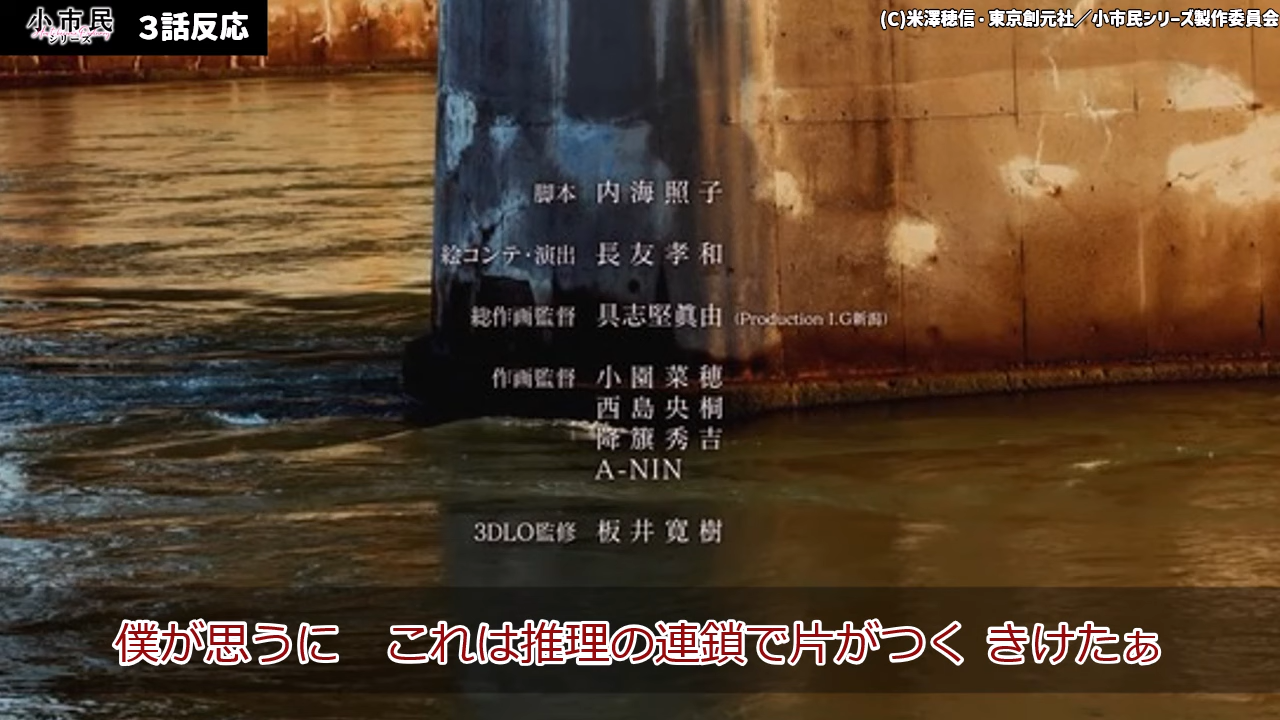 小市民
シリーズ
3話反応
(C)米澤穂信・東京創元社／小市民シリーズ製作委員会
脚本 内海照子
絵コンテ・演出 長友孝和
総作画監督 具志堅眞由 (Production I.G新潟)
作画監督 小園菜穂
西島央桐
降籏秀吉
A-NIN
3DLO監修 板井寛樹
僕が思うに　これは推理の連鎖で片がつく きけたぁ